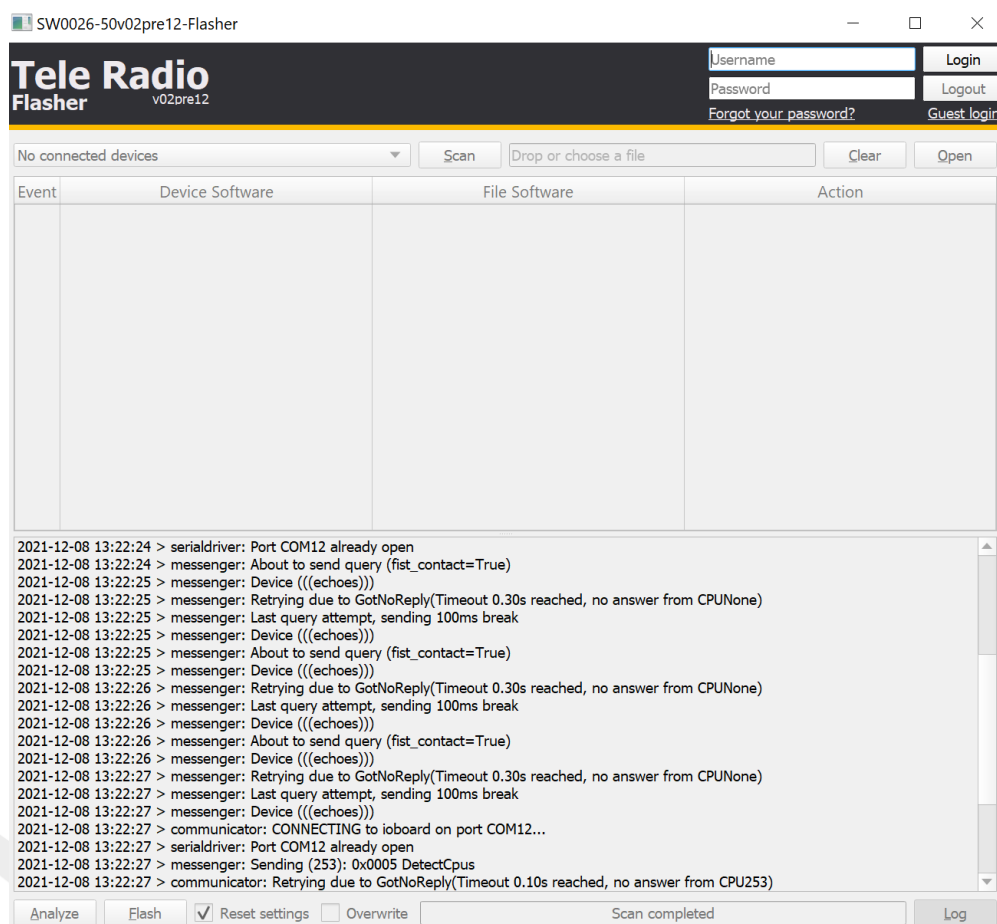 SW0026-50v02pre12-Flasher
Tele Radio
Flasher v02pre12
Username Login
Password Logout
Forgot your password? Guest login
No connected devices Scan Drop or choose a file Clear Open
Event Device Software File Software Action
2021-12-08 13:22:24 > serialdriver: Port COM12 already open
2021-12-08 13:22:24 > messenger: About to send query (fist_contact=True)
2021-12-08 13:22:25 > messenger: Device (((echoes)))
2021-12-08 13:22:25 > messenger: Retrying due to GotNoReply(Timeout 0.30s reached, no answer from CPUNone)
2021-12-08 13:22:25 > messenger: Last query attempt, sending 100ms break
2021-12-08 13:22:25 > messenger: Device (((echoes)))
2021-12-08 13:22:25 > messenger: About to send query (fist_contact=True)
2021-12-08 13:22:25 > messenger: Device (((echoes)))
2021-12-08 13:22:26 > messenger: Retrying due to GotNoReply(Timeout 0.30s reached, no answer from CPUNone)
2021-12-08 13:22:26 > messenger: Last query attempt, sending 100ms break
2021-12-08 13:22:26 > messenger: Device (((echoes)))
2021-12-08 13:22:26 > messenger: About to send query (fist_contact=True)
2021-12-08 13:22:26 > messenger: Device (((echoes)))
2021-12-08 13:22:27 > messenger: Retrying due to GotNoReply(Timeout 0.30s reached, no answer from CPUNone)
2021-12-08 13:22:27 > messenger: Last query attempt, sending 100ms break
2021-12-08 13:22:27 > messenger: Device (((echoes)))
2021-12-08 13:22:27 > communicator: CONNECTING to ioboard on port COM12...
2021-12-08 13:22:27 > serialdriver: Port COM12 already open
2021-12-08 13:22:27 > messenger: Sending (253): 0x0005 DetectCpus
2021-12-08 13:22:27 > communicator: Retrying due to GotNoReply(Timeout 0.10s reached, no answer from CPU253)
Analyze Flash Reset settings Overwrite Scan completed Log